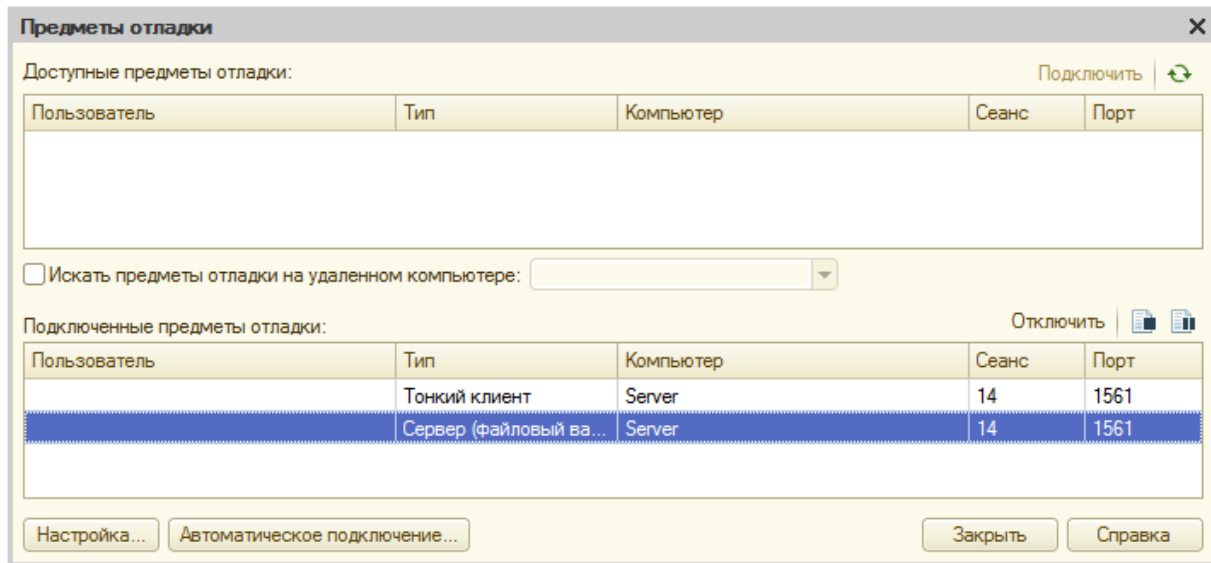 Предметы отладки
Доступные предметы отладки: Подключить
Пользователь Тип Компьютер Сеанс Порт
Искать предметы отладки на удаленном компьютере:
Подключенные предметы отладки: Отключить
Пользователь Тип Компьютер Сеанс Порт
Тонкий клиент Server 14 1561
Сервер (файловый ва... Server 14 1561
Настройка... Автоматическое подключение... Закрыть Справка